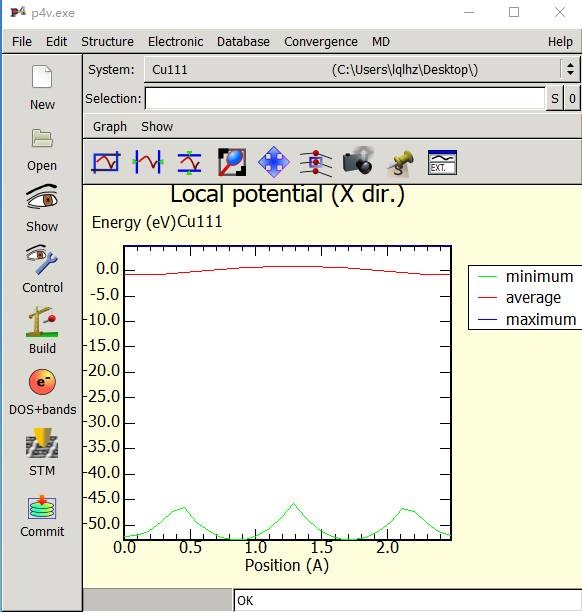 p4v.exe
File Edit Structure Electronic Database Convergence MD Help
System: Cu111 (C:\Users\lqlhz\Desktop\)
Selection: S 0
Graph Show
New
Open
Show
Control
Build
e-
DOS+bands
STM
Commit
S
EXT.
Local potential (X dir.)
Energy (eV)Cu111
0.0
-5.0
-10.0
-15.0
-20.0
-25.0
-30.0
-35.0
-40.0
-45.0
-50.0
0.0 0.5 1.0 1.5 2.0
Position (A)
minimum
average
maximum
OK